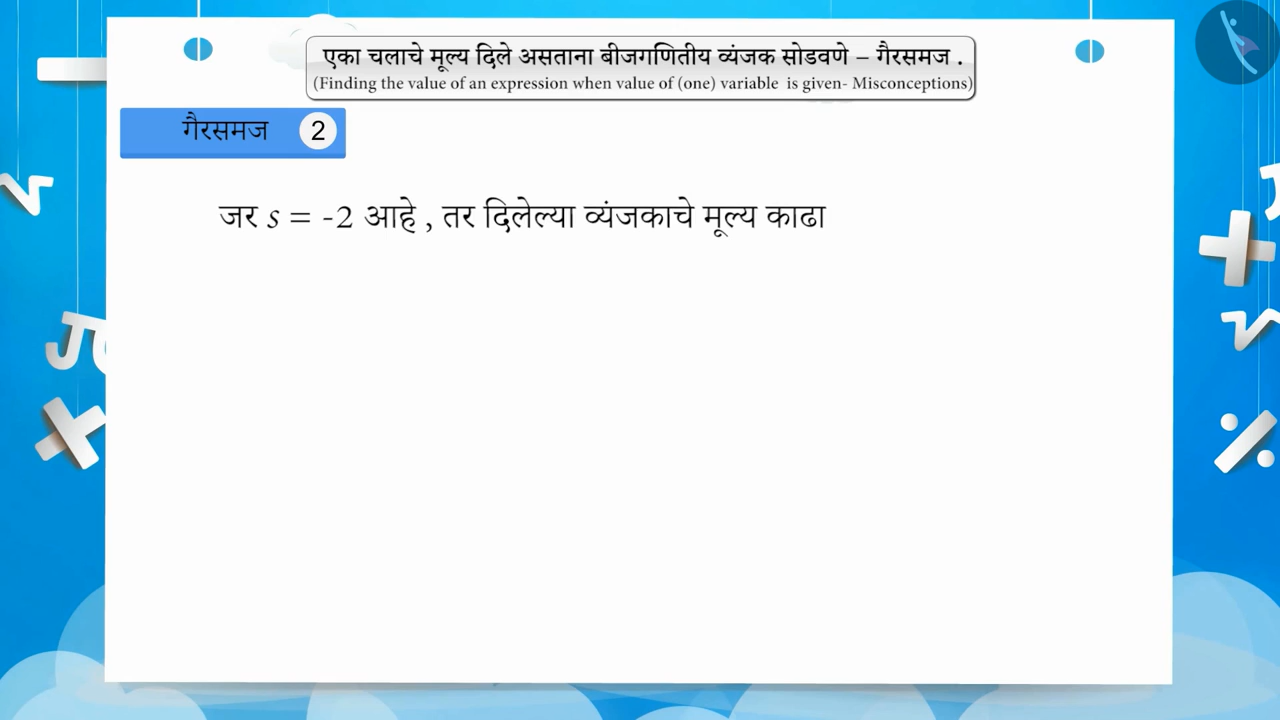 एका चलाचे मूल्य दिले असताना बीजगणितीय व्यंजक सोडवणे – गैरसमज .
(Finding the value of an expression when value of (one) variable is given- Misconceptions)
गैरसमज 2
जर s = -2 आहे , तर दिलेल्या व्यंजकाचे मूल्य काढा